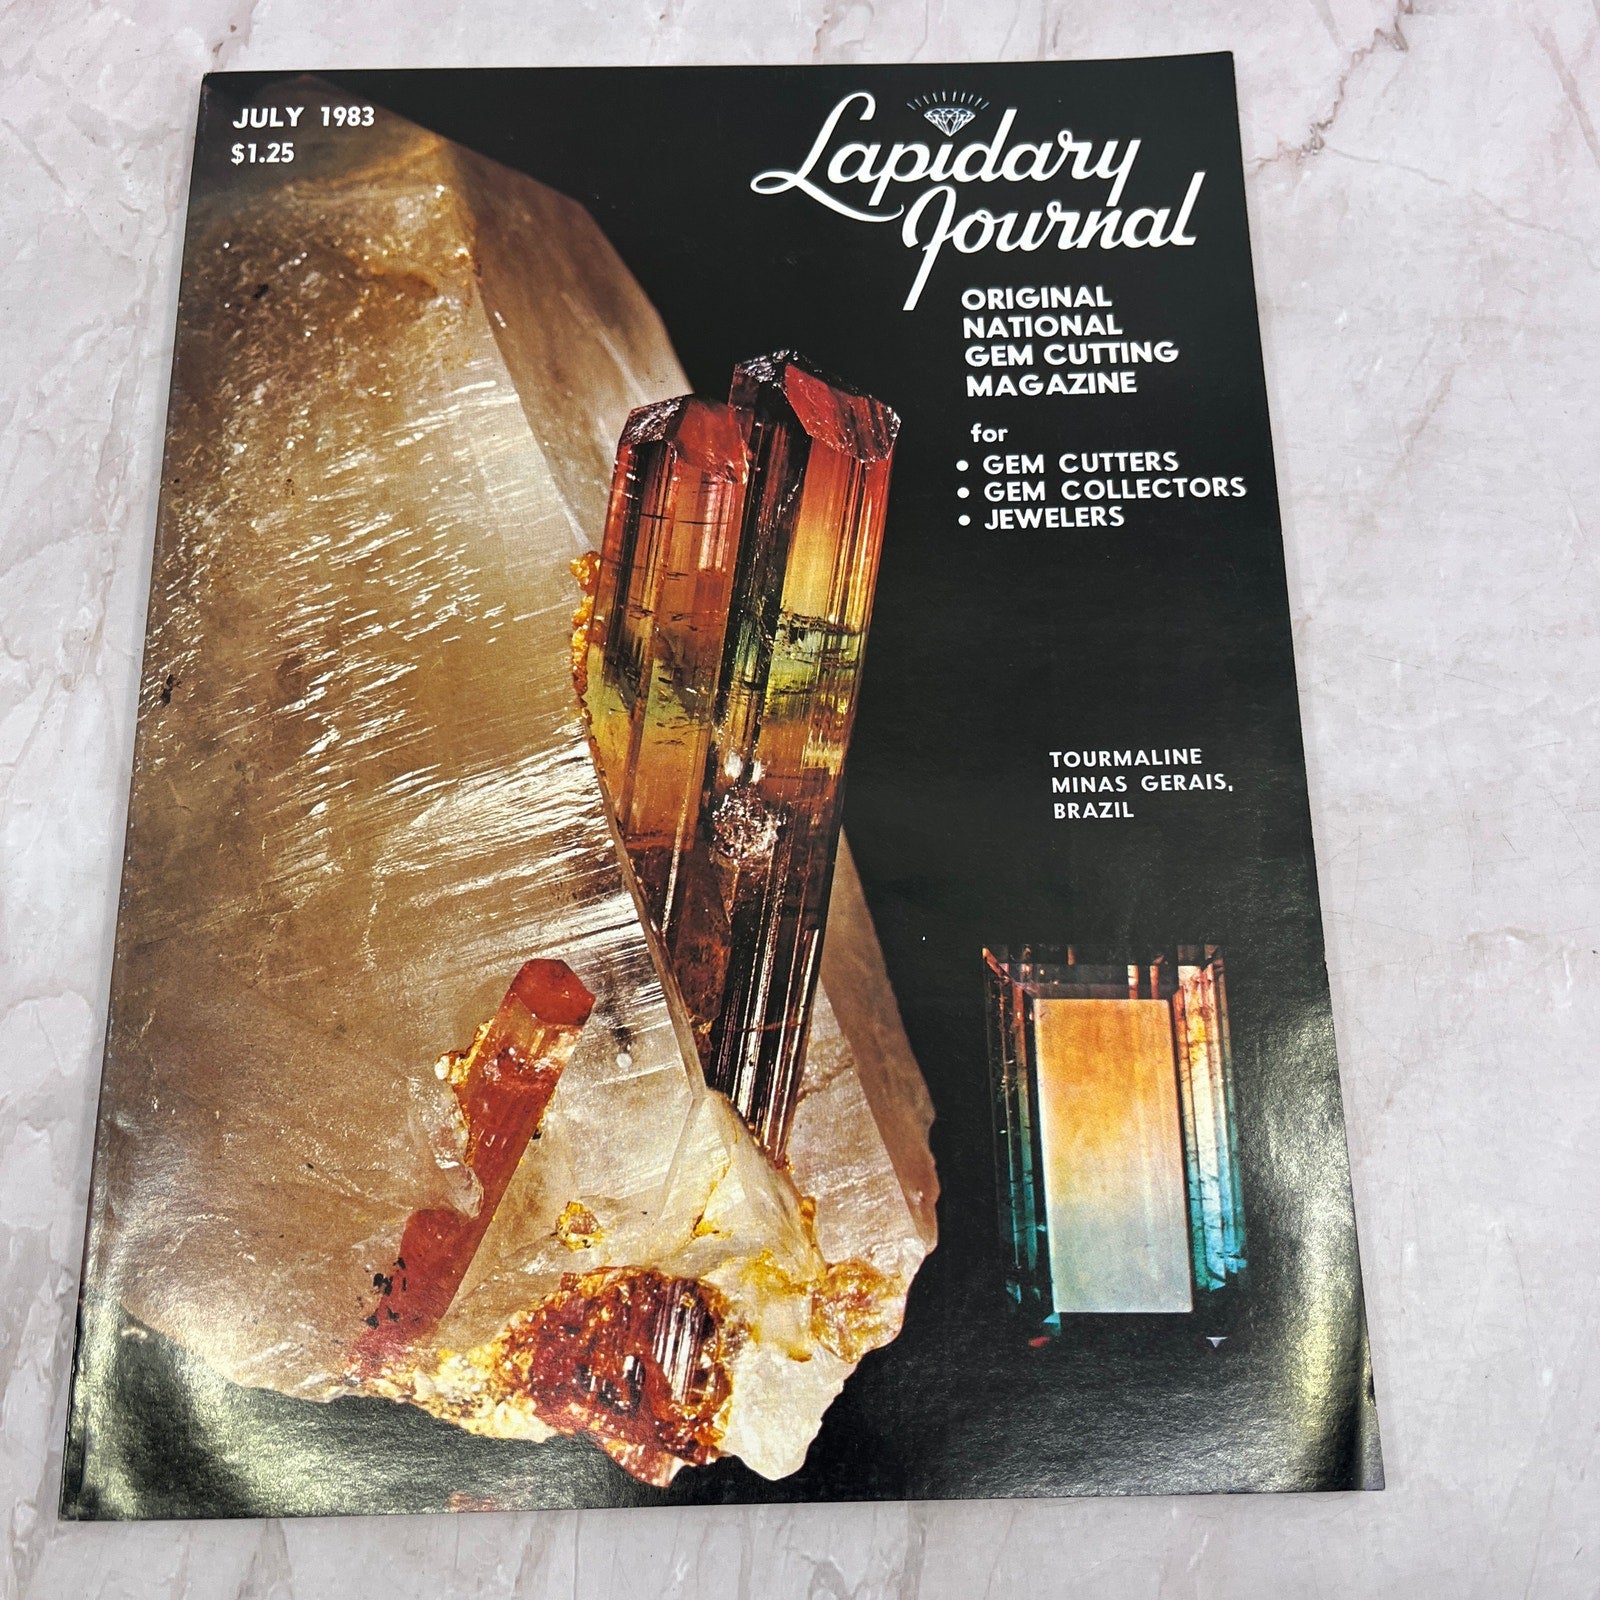 JULY 1983
$1.25
Lapidary
Journal
ORIGINAL
NATIONAL
GEM CUTTING
MAGAZINE
for
• GEM CUTTERS
• GEM COLLECTORS
• JEWELERS
TOURMALINE
MINAS GERAIS,
BRAZIL